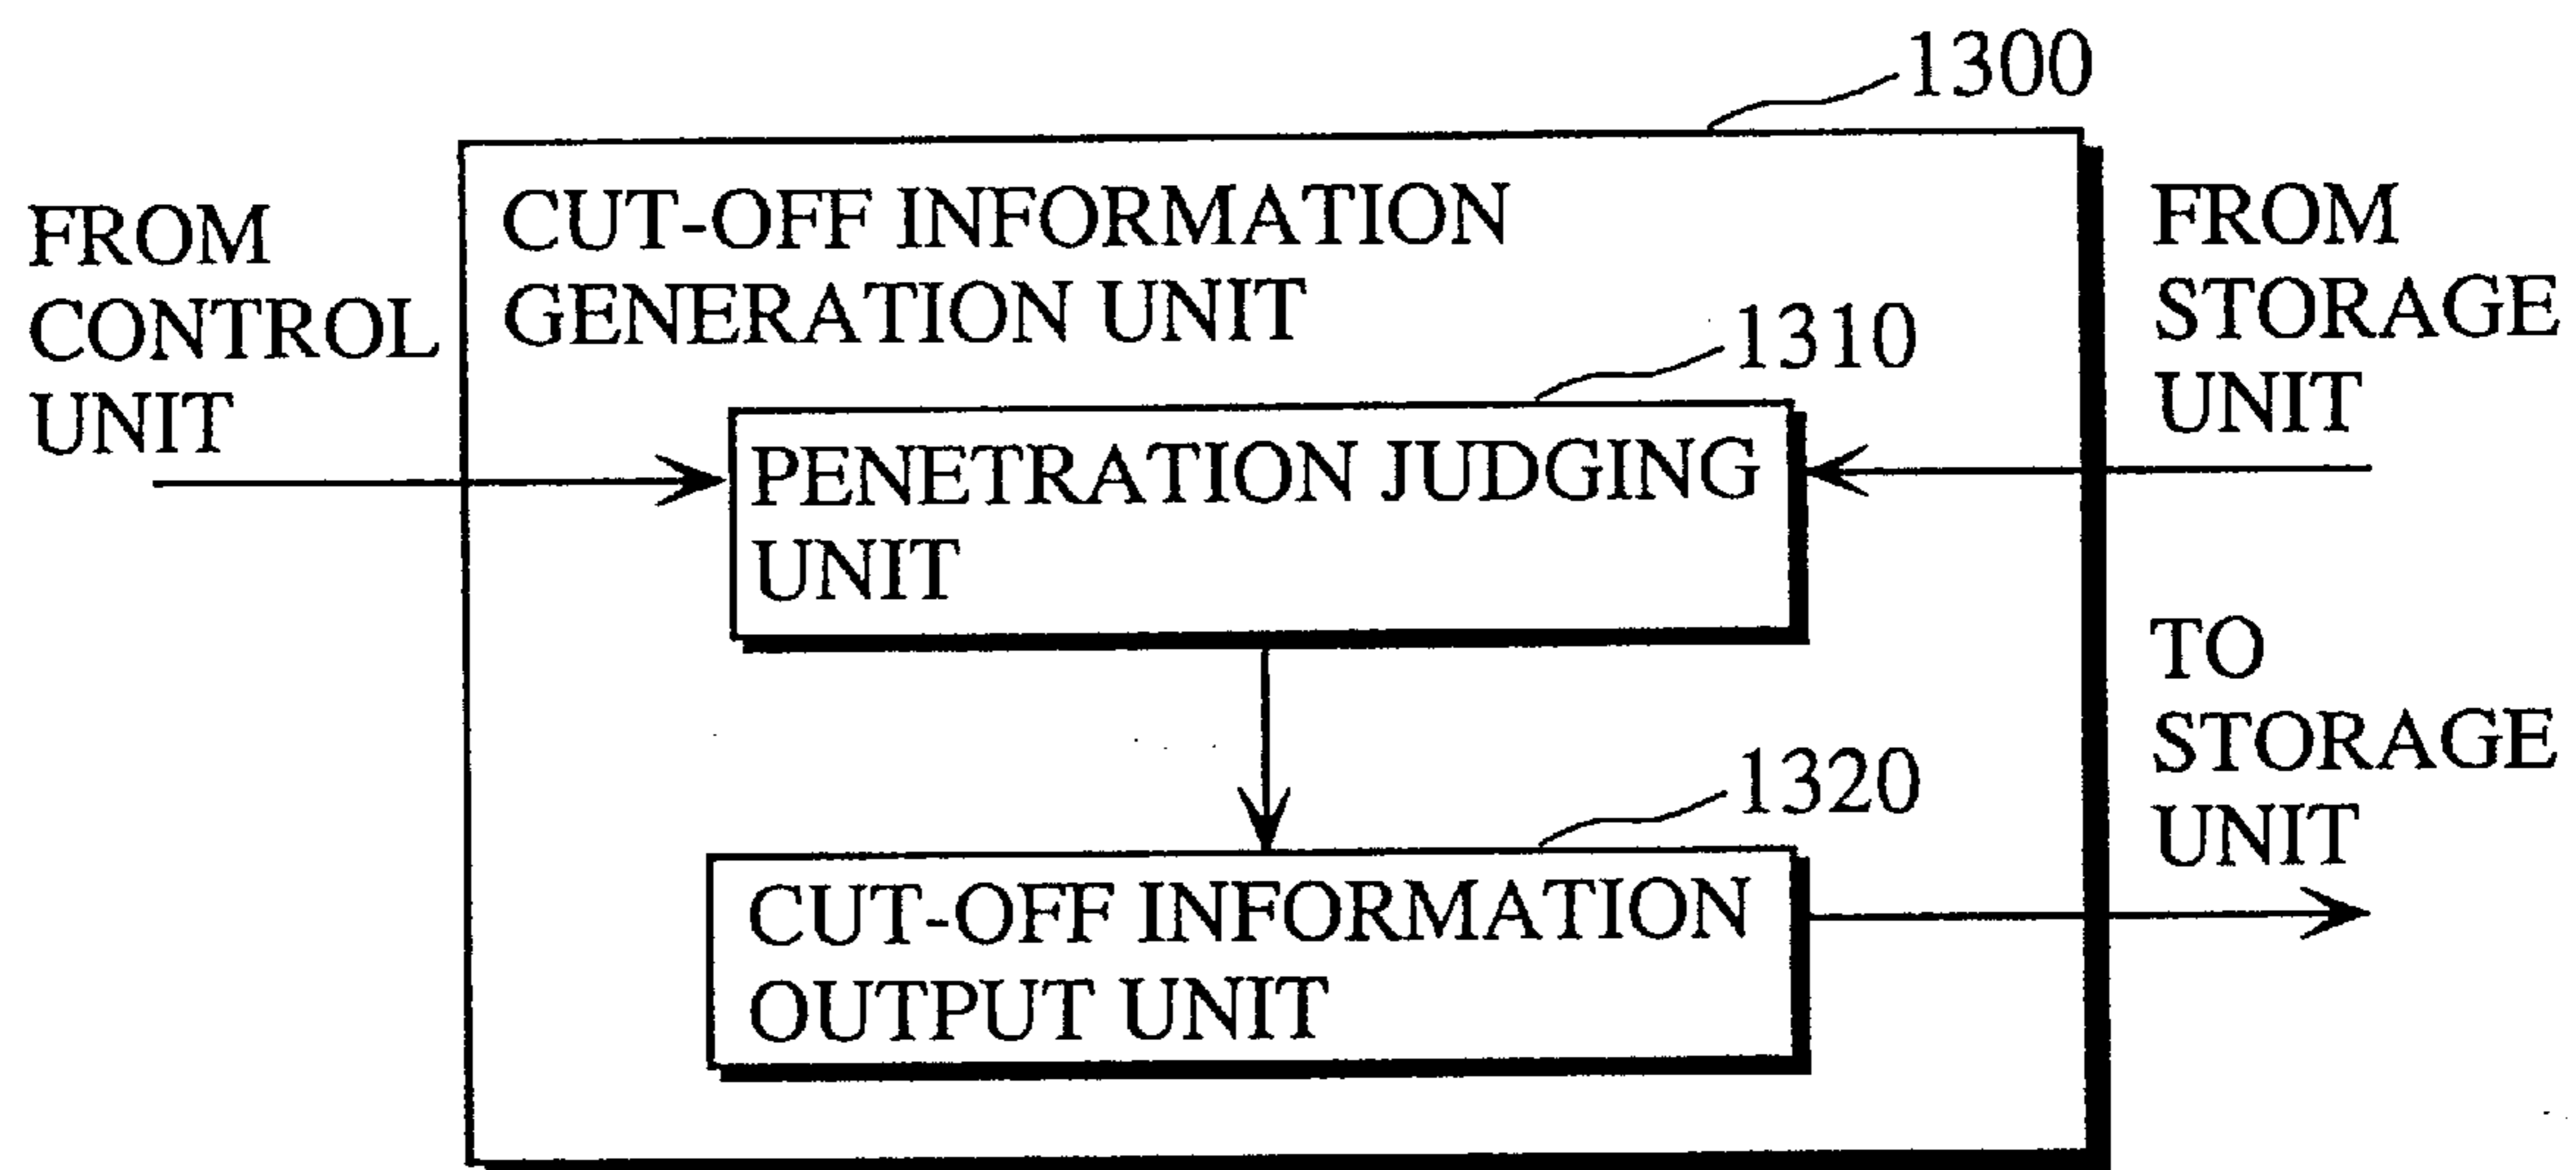 1300
FROM
CONTROL
UNIT
CUT-OFF INFORMATION
GENERATION UNIT
FROM
STORAGE
UNIT
1310
PENETRATION JUDGING
UNIT
TO
STORAGE
UNIT
1320
CUT-OFF INFORMATION
OUTPUT UNIT